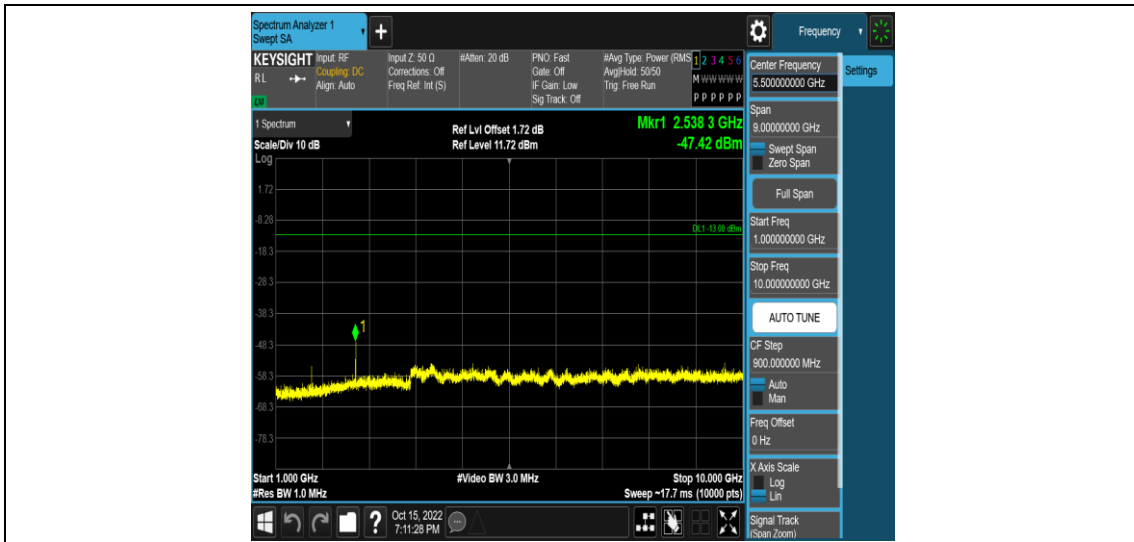 Spectrum Analyzer 1
Swept SA
+
Frequency
KEYSIGHT
RL
LXI
Input: RF
Coupling: DC
Align: Auto
Input Z: 50 Ω
Corrections: Off
Freq Ref: Int (S)
#Atten: 20 dB
PNO: Fast
Gate: Off
IF Gain: Low
Sig Track: Off
#Avg Type: Power (RMS
Avg|Hold: 50/50
Trig: Free Run
1 2 3 4 5 6
M W W W W W
P P P P P P
1 Spectrum
Scale/Div 10 dB
Ref Lvl Offset 1.72 dB
Ref Level 11.72 dBm
Mkr1 2.538 3 GHz
-47.42 dBm
Log
1.72
-8.28
DL1 -13.00 dBm
-18.3
-28.3
-38.3
1
-48.3
-58.3
-68.3
-78.3
Start 1.000 GHz
#Video BW 3.0 MHz
Stop 10.000 GHz
#Res BW 1.0 MHz
Sweep ~17.7 ms (10000 pts)
?
Oct 15, 2022
7:11:28 PM
Center Frequency
5.500000000 GHz
Settings
Span
9.00000000 GHz
Swept Span
Zero Span
Full Span
Start Freq
1.000000000 GHz
Stop Freq
10.000000000 GHz
AUTO TUNE
CF Step
900.000000 MHz
Auto
Man
Freq Offset
0 Hz
X Axis Scale
Log
Lin
Signal Track
(Span Zoom)